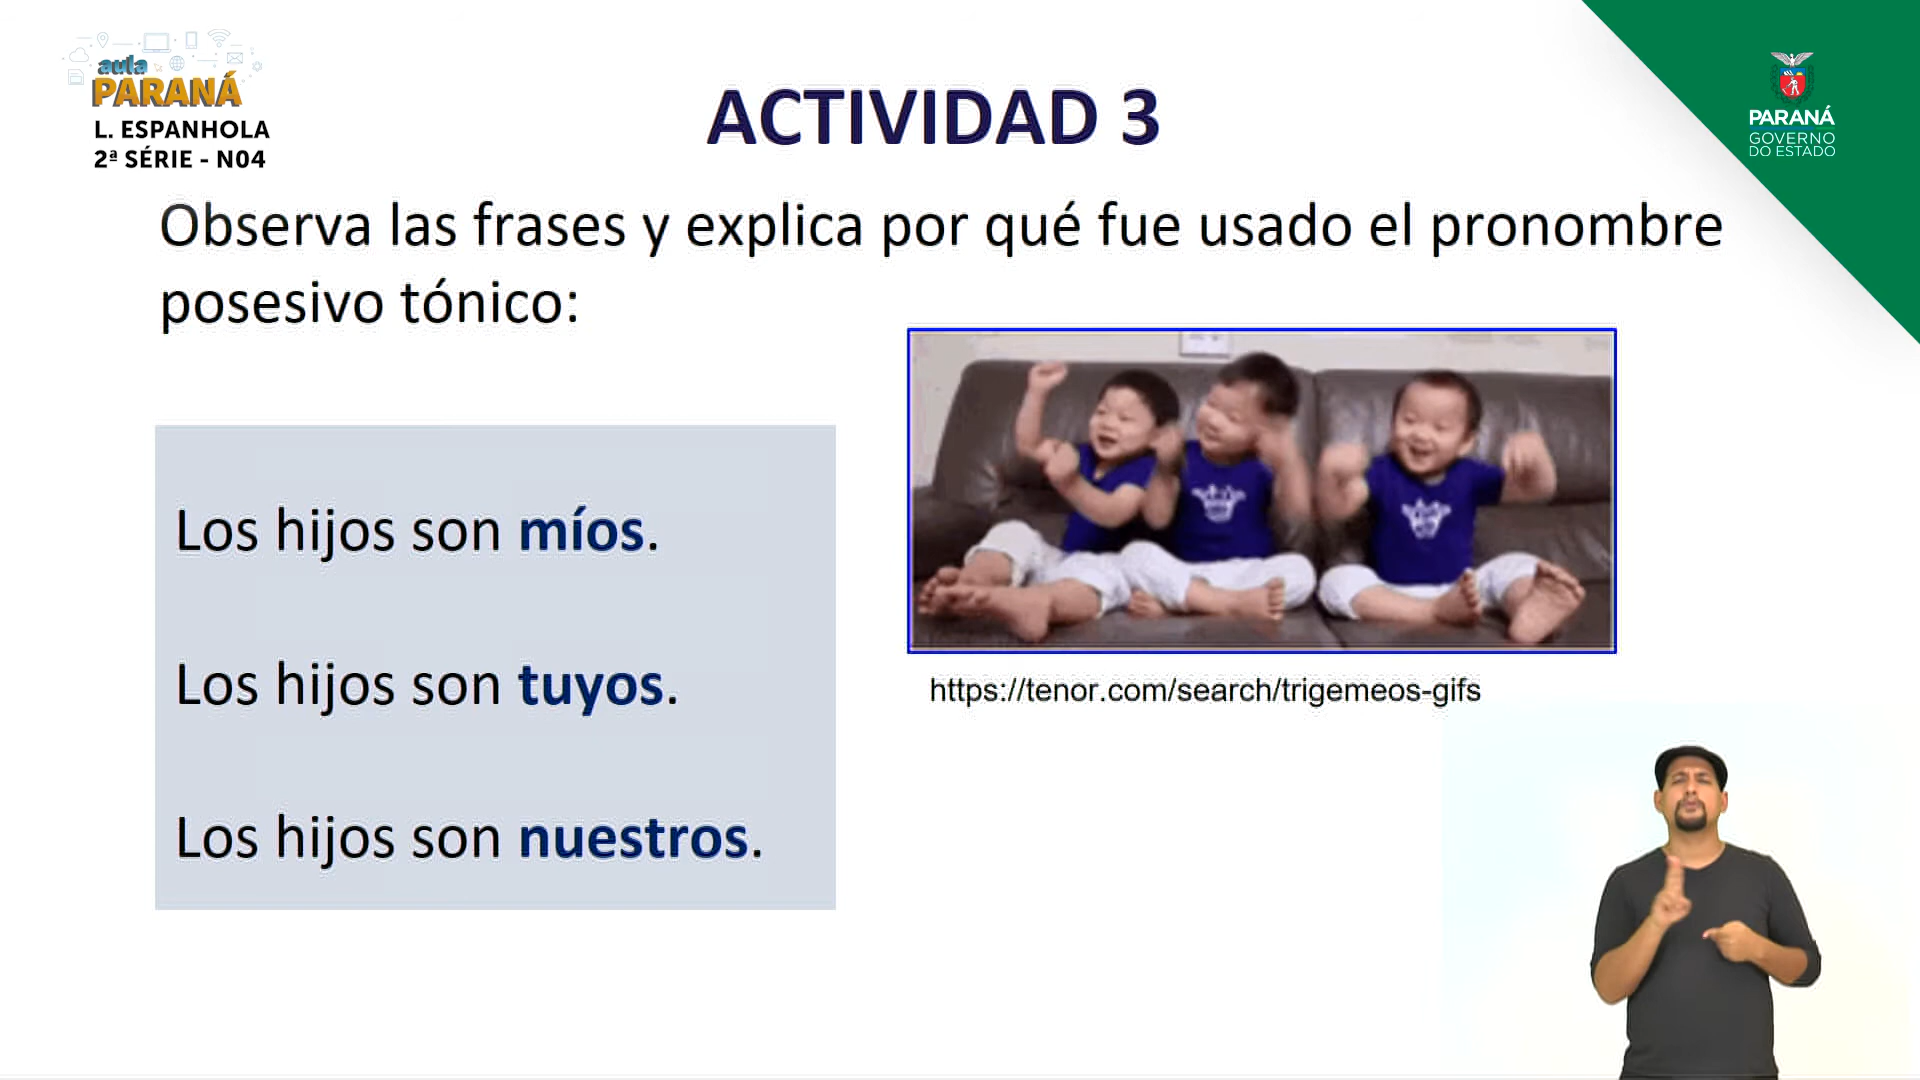 aula
PARANÁ
L. ESPANHOLA
2ª SÉRIE - N04
ACTIVIDAD 3
PARANÁ
GOVERNO
DO ESTADO
Observa las frases y explica por qué fue usado el pronombre
posesivo tónico:
Los hijos son míos.
Los hijos son tuyos.
Los hijos son nuestros.
https://tenor.com/search/trigemeos-gifs